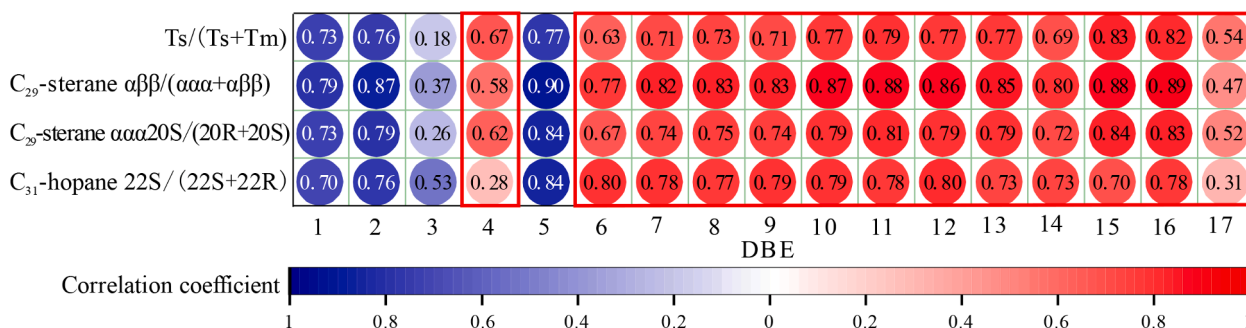 Ts/(Ts+Tm) 0.73 0.76 0.18 0.67 0.77 0.63 0.71 0.73 0.71 0.77 0.79 0.77 0.77 0.69 0.83 0.82 0.54
C₂₉-sterane αββ/(ααα+αββ) 0.79 0.87 0.37 0.58 0.90 0.77 0.82 0.83 0.83 0.87 0.88 0.86 0.85 0.80 0.88 0.89 0.47
C₂₉-sterane ααα20S/(20R+20S) 0.73 0.79 0.26 0.62 0.84 0.67 0.74 0.75 0.74 0.79 0.81 0.79 0.79 0.72 0.84 0.83 0.52
C₃₁-hopane 22S/(22S+22R) 0.70 0.76 0.53 0.28 0.84 0.80 0.78 0.77 0.79 0.79 0.78 0.80 0.73 0.73 0.70 0.78 0.31
1 2 3 4 5 6 7 8 9 10 11 12 13 14 15 16 17
DBE
Correlation coefficient
1 0.8 0.6 0.4 0.2 0 0.2 0.4 0.6 0.8